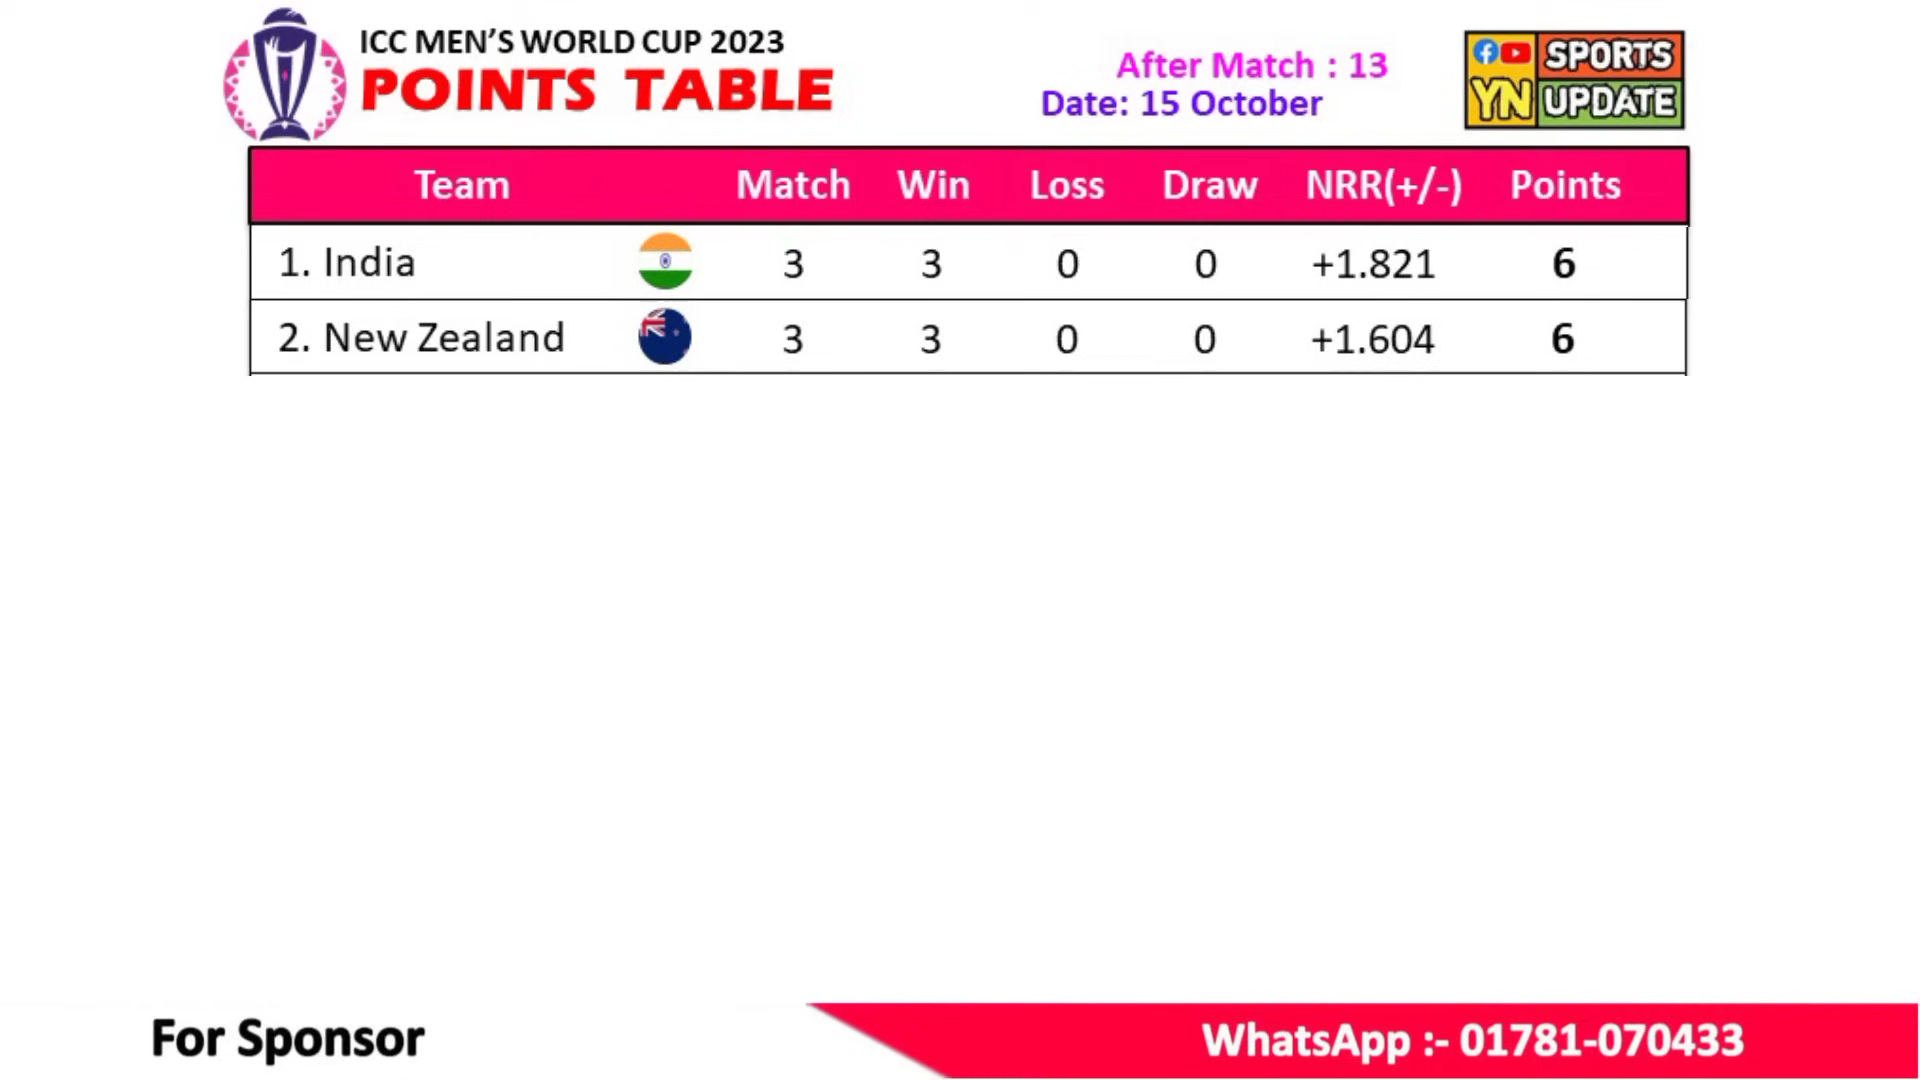 ICC MEN’S WORLD CUP 2023
POINTS TABLE
After Match : 13
Date: 15 October
SPORTS
YN UPDATE
Team Match Win Loss Draw NRR(+/-) Points
1. India 3 3 0 0 +1.821 6
2. New Zealand 3 3 0 0 +1.604 6
For Sponsor
WhatsApp :- 01781-070433